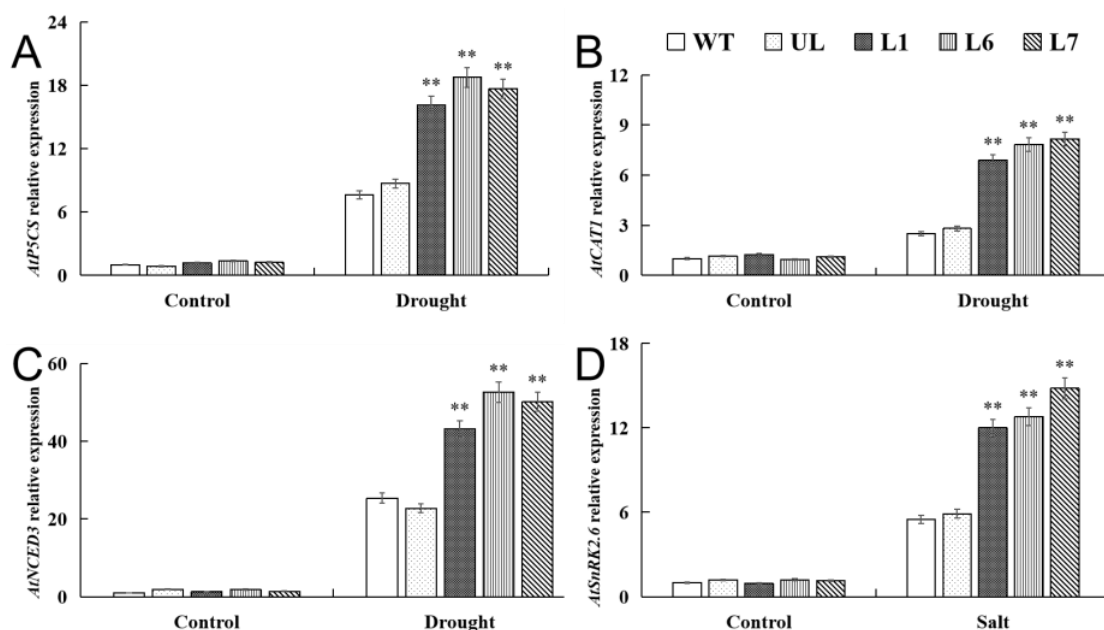 A
AtP5CS relative expression
24
18
12
6
0
** ** **
Control Drought
B
WT UL L1 L6 L7
AtCAT1 relative expression
12
9
6
3
0
** ** **
Control Drought
C
AtNCED3 relative expression
60
40
20
0
** ** **
Control Drought
D
AtSnRK2.6 relative expression
18
12
6
0
** ** **
Control Salt